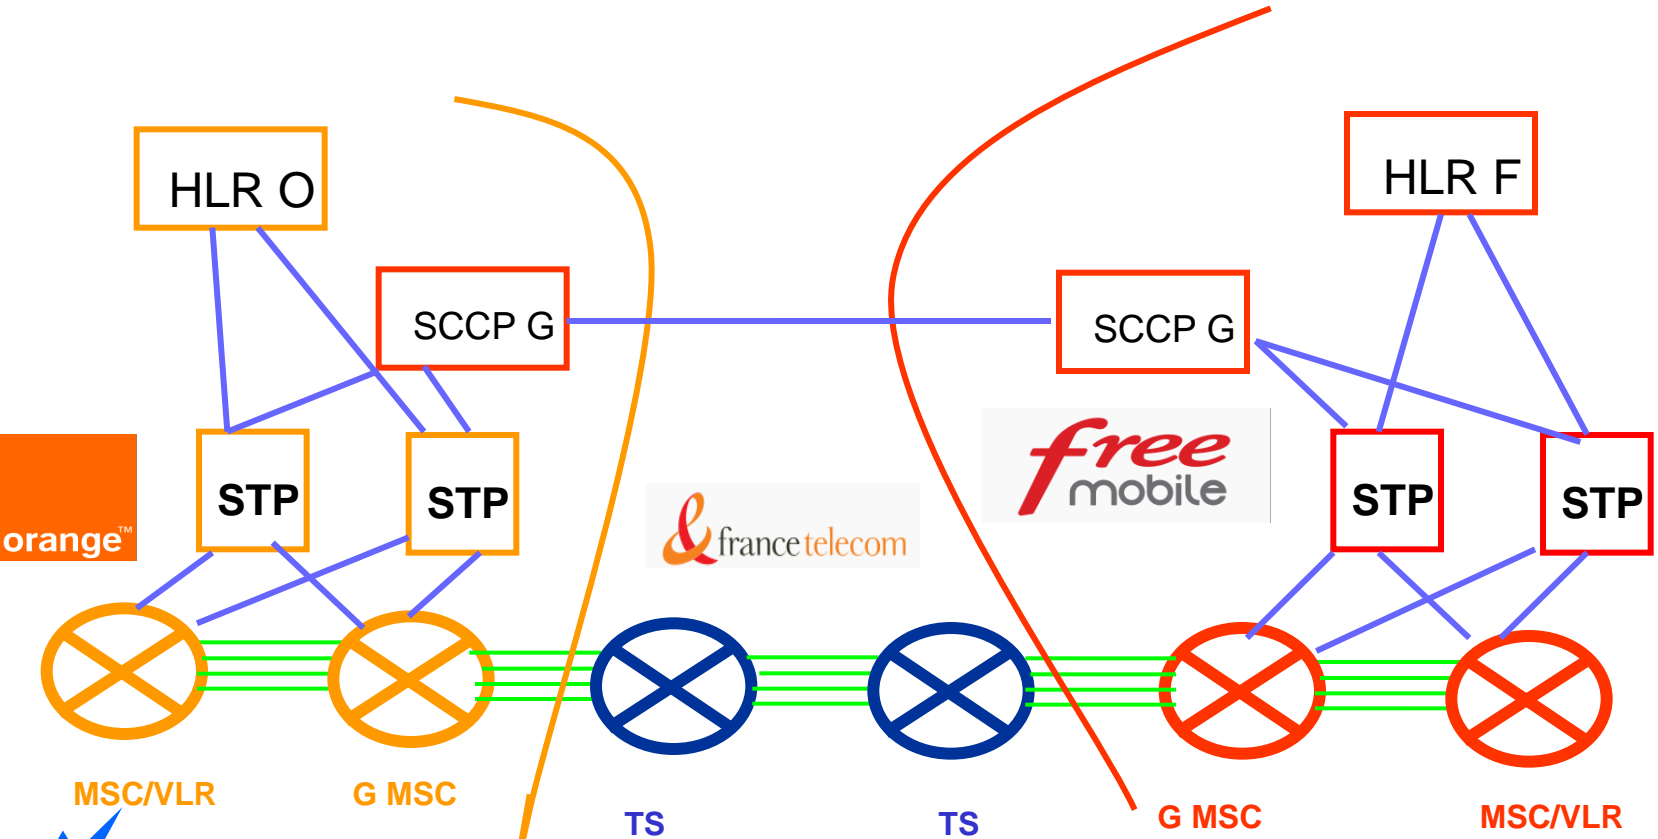 HLR O
HLR F
SCCP G
SCCP G
STP
STP
STP
STP
orange™
france telecom
free
mobile
MSC/VLR
G MSC
TS
TS
G MSC
MSC/VLR